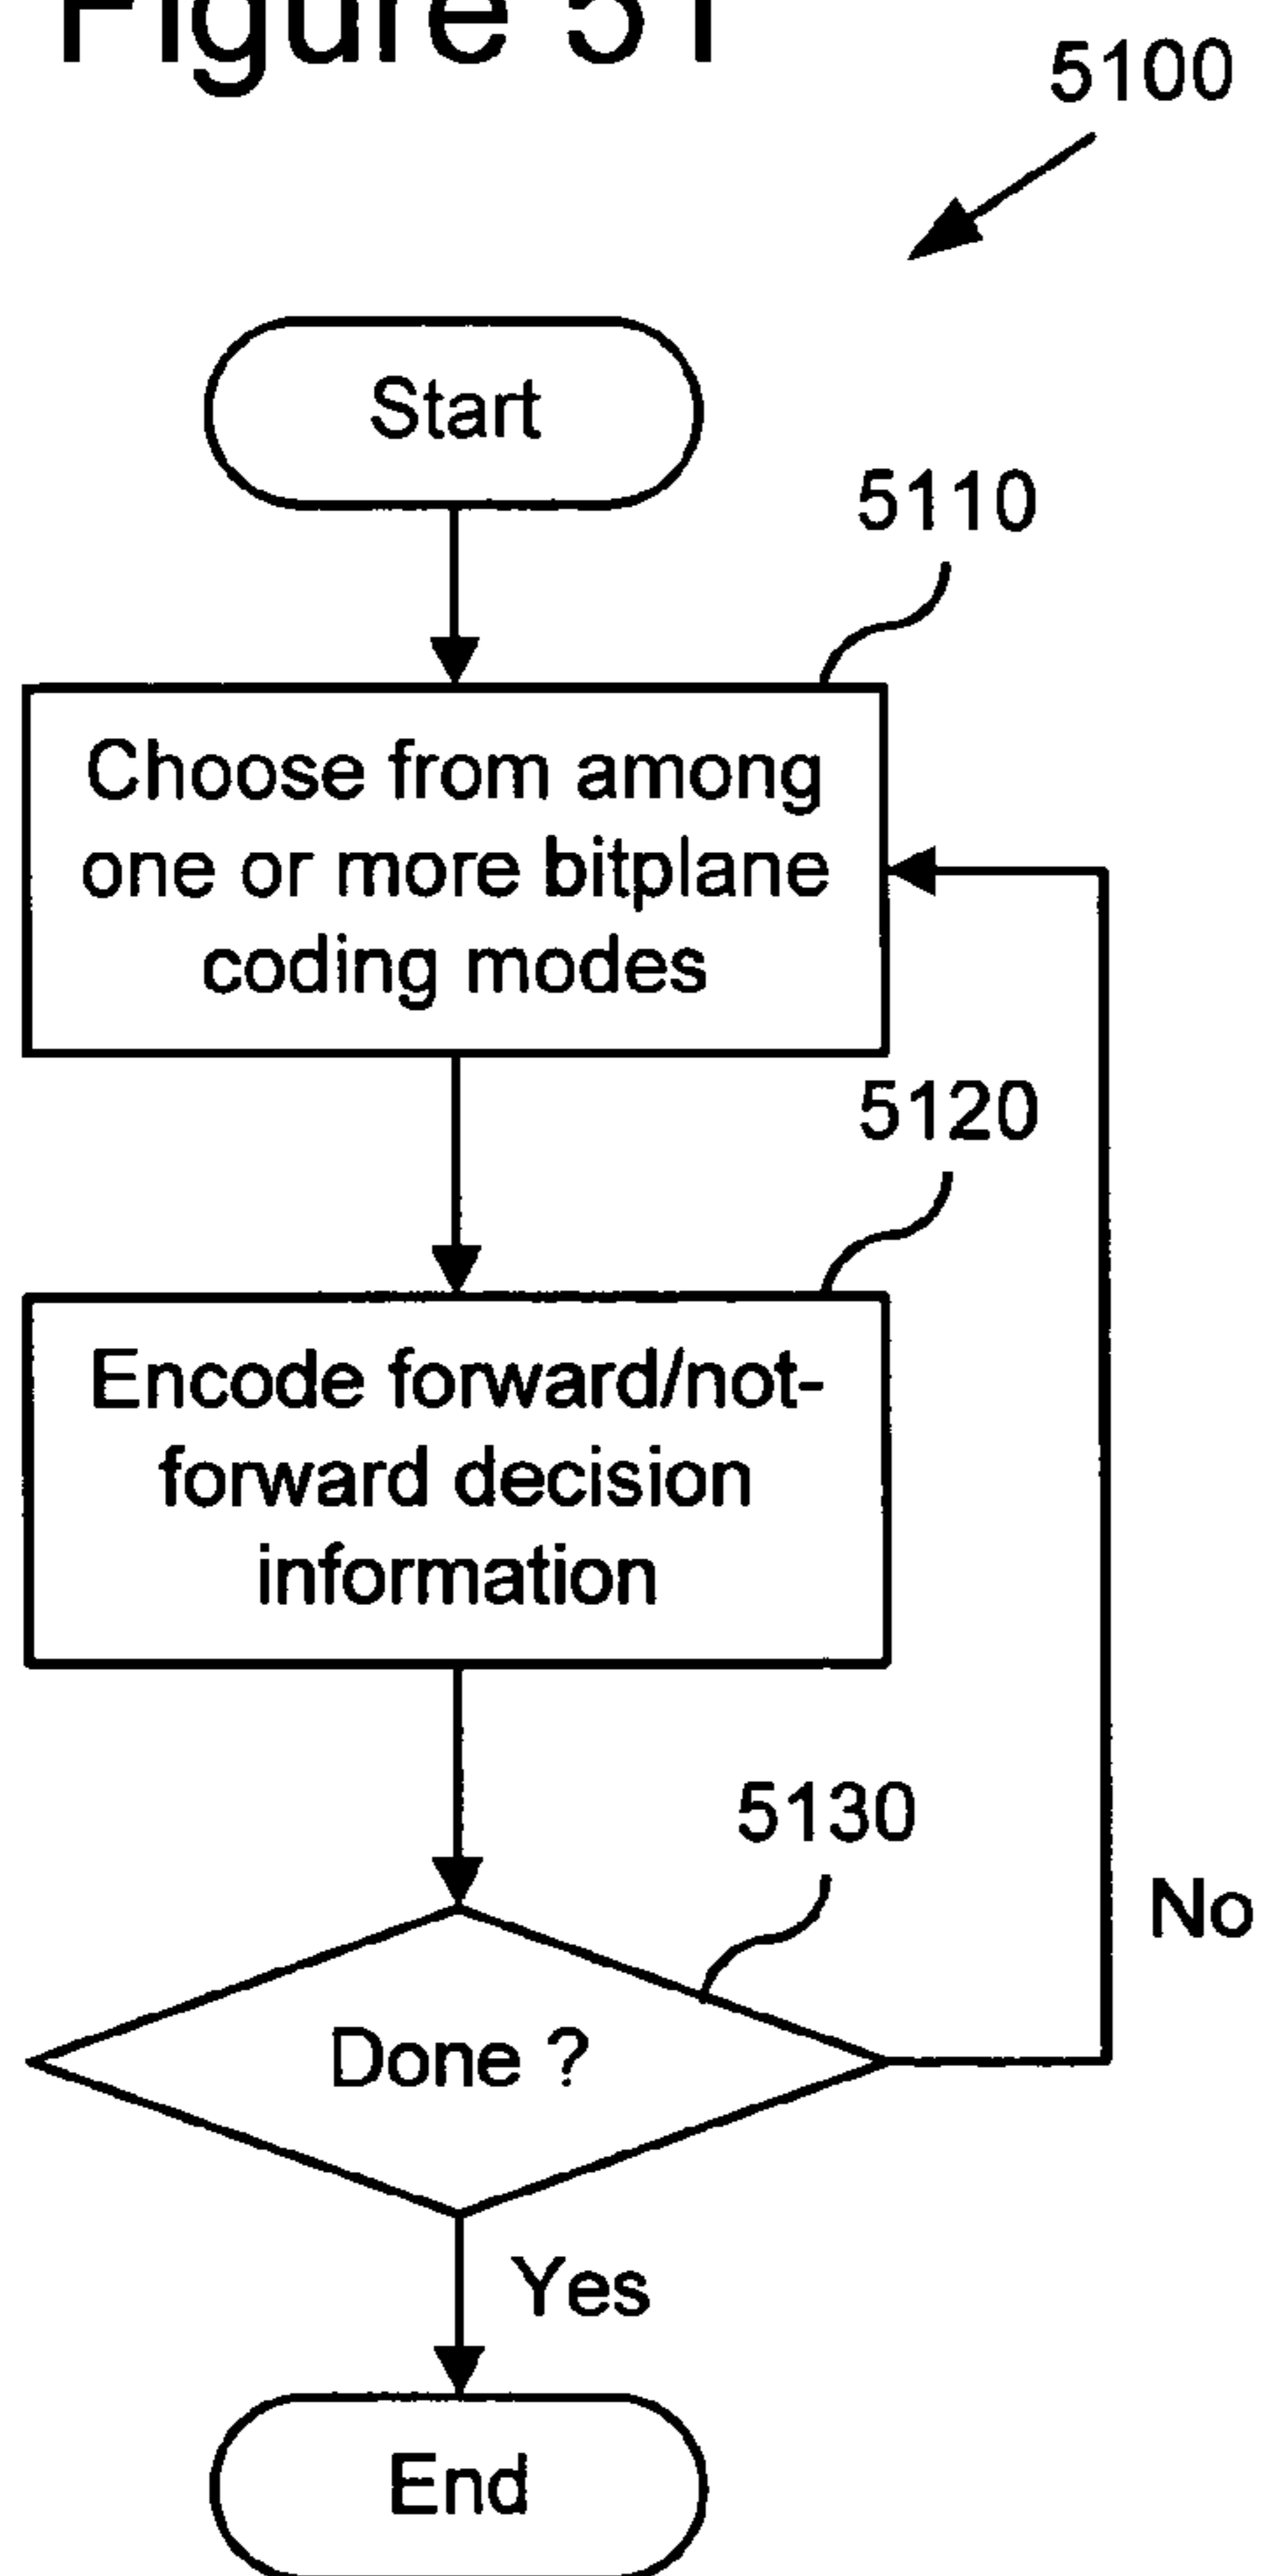 Figure 51
5100
Start
5110
Choose from among
one or more bitplane
coding modes
5120
Encode forward/not-
forward decision
information
5130
No
Done ?
Yes
End